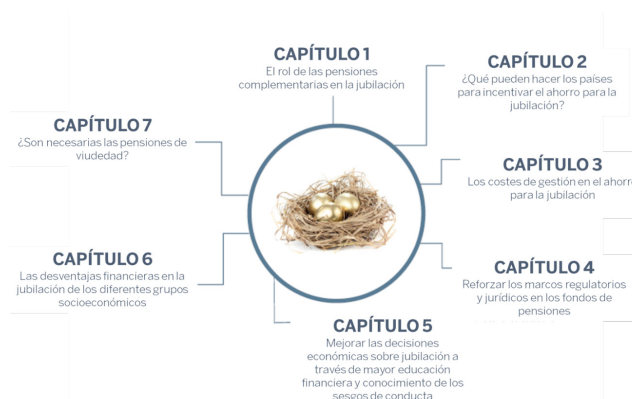 CAPÍTULO 1
El rol de las pensiones
complementarias en la jubilación
CAPÍTULO 2
¿Qué pueden hacer los países
para incentivar el ahorro para la
jubilación?
CAPÍTULO 3
Los costes de gestión en el ahorr
para la jubilación
CAPÍTULO 4
Reforzar los marcos regulatorios
y jurídicos en los fondos de
pensiones
CAPÍTULO 5
Mejorar las decisiones
económicas sobre jubilación a
través de mayor educación
financiera y conocimiento de los
sesgos de conducta
CAPÍTULO 6
Las desventajas financieras en la
jubilación de los diferentes grupos
socioeconómicos
CAPÍTULO 7
¿Son necesarias las pensiones de
viudedad?